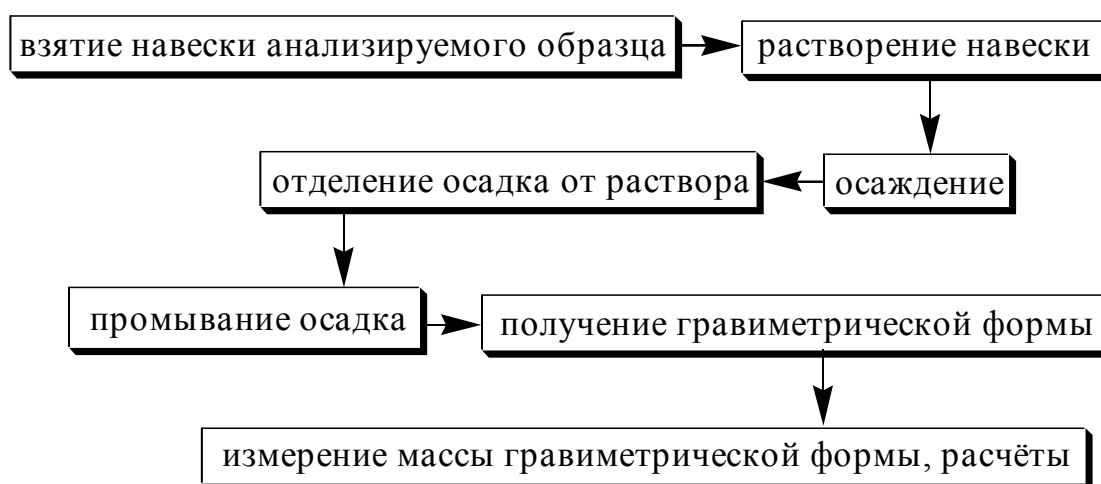 взятие навески анализируемого образца
растворение навески
осаждение
отделение осадка от раствора
промывание осадка
получение гравиметрической формы
измерение массы гравиметрической формы, расчёты